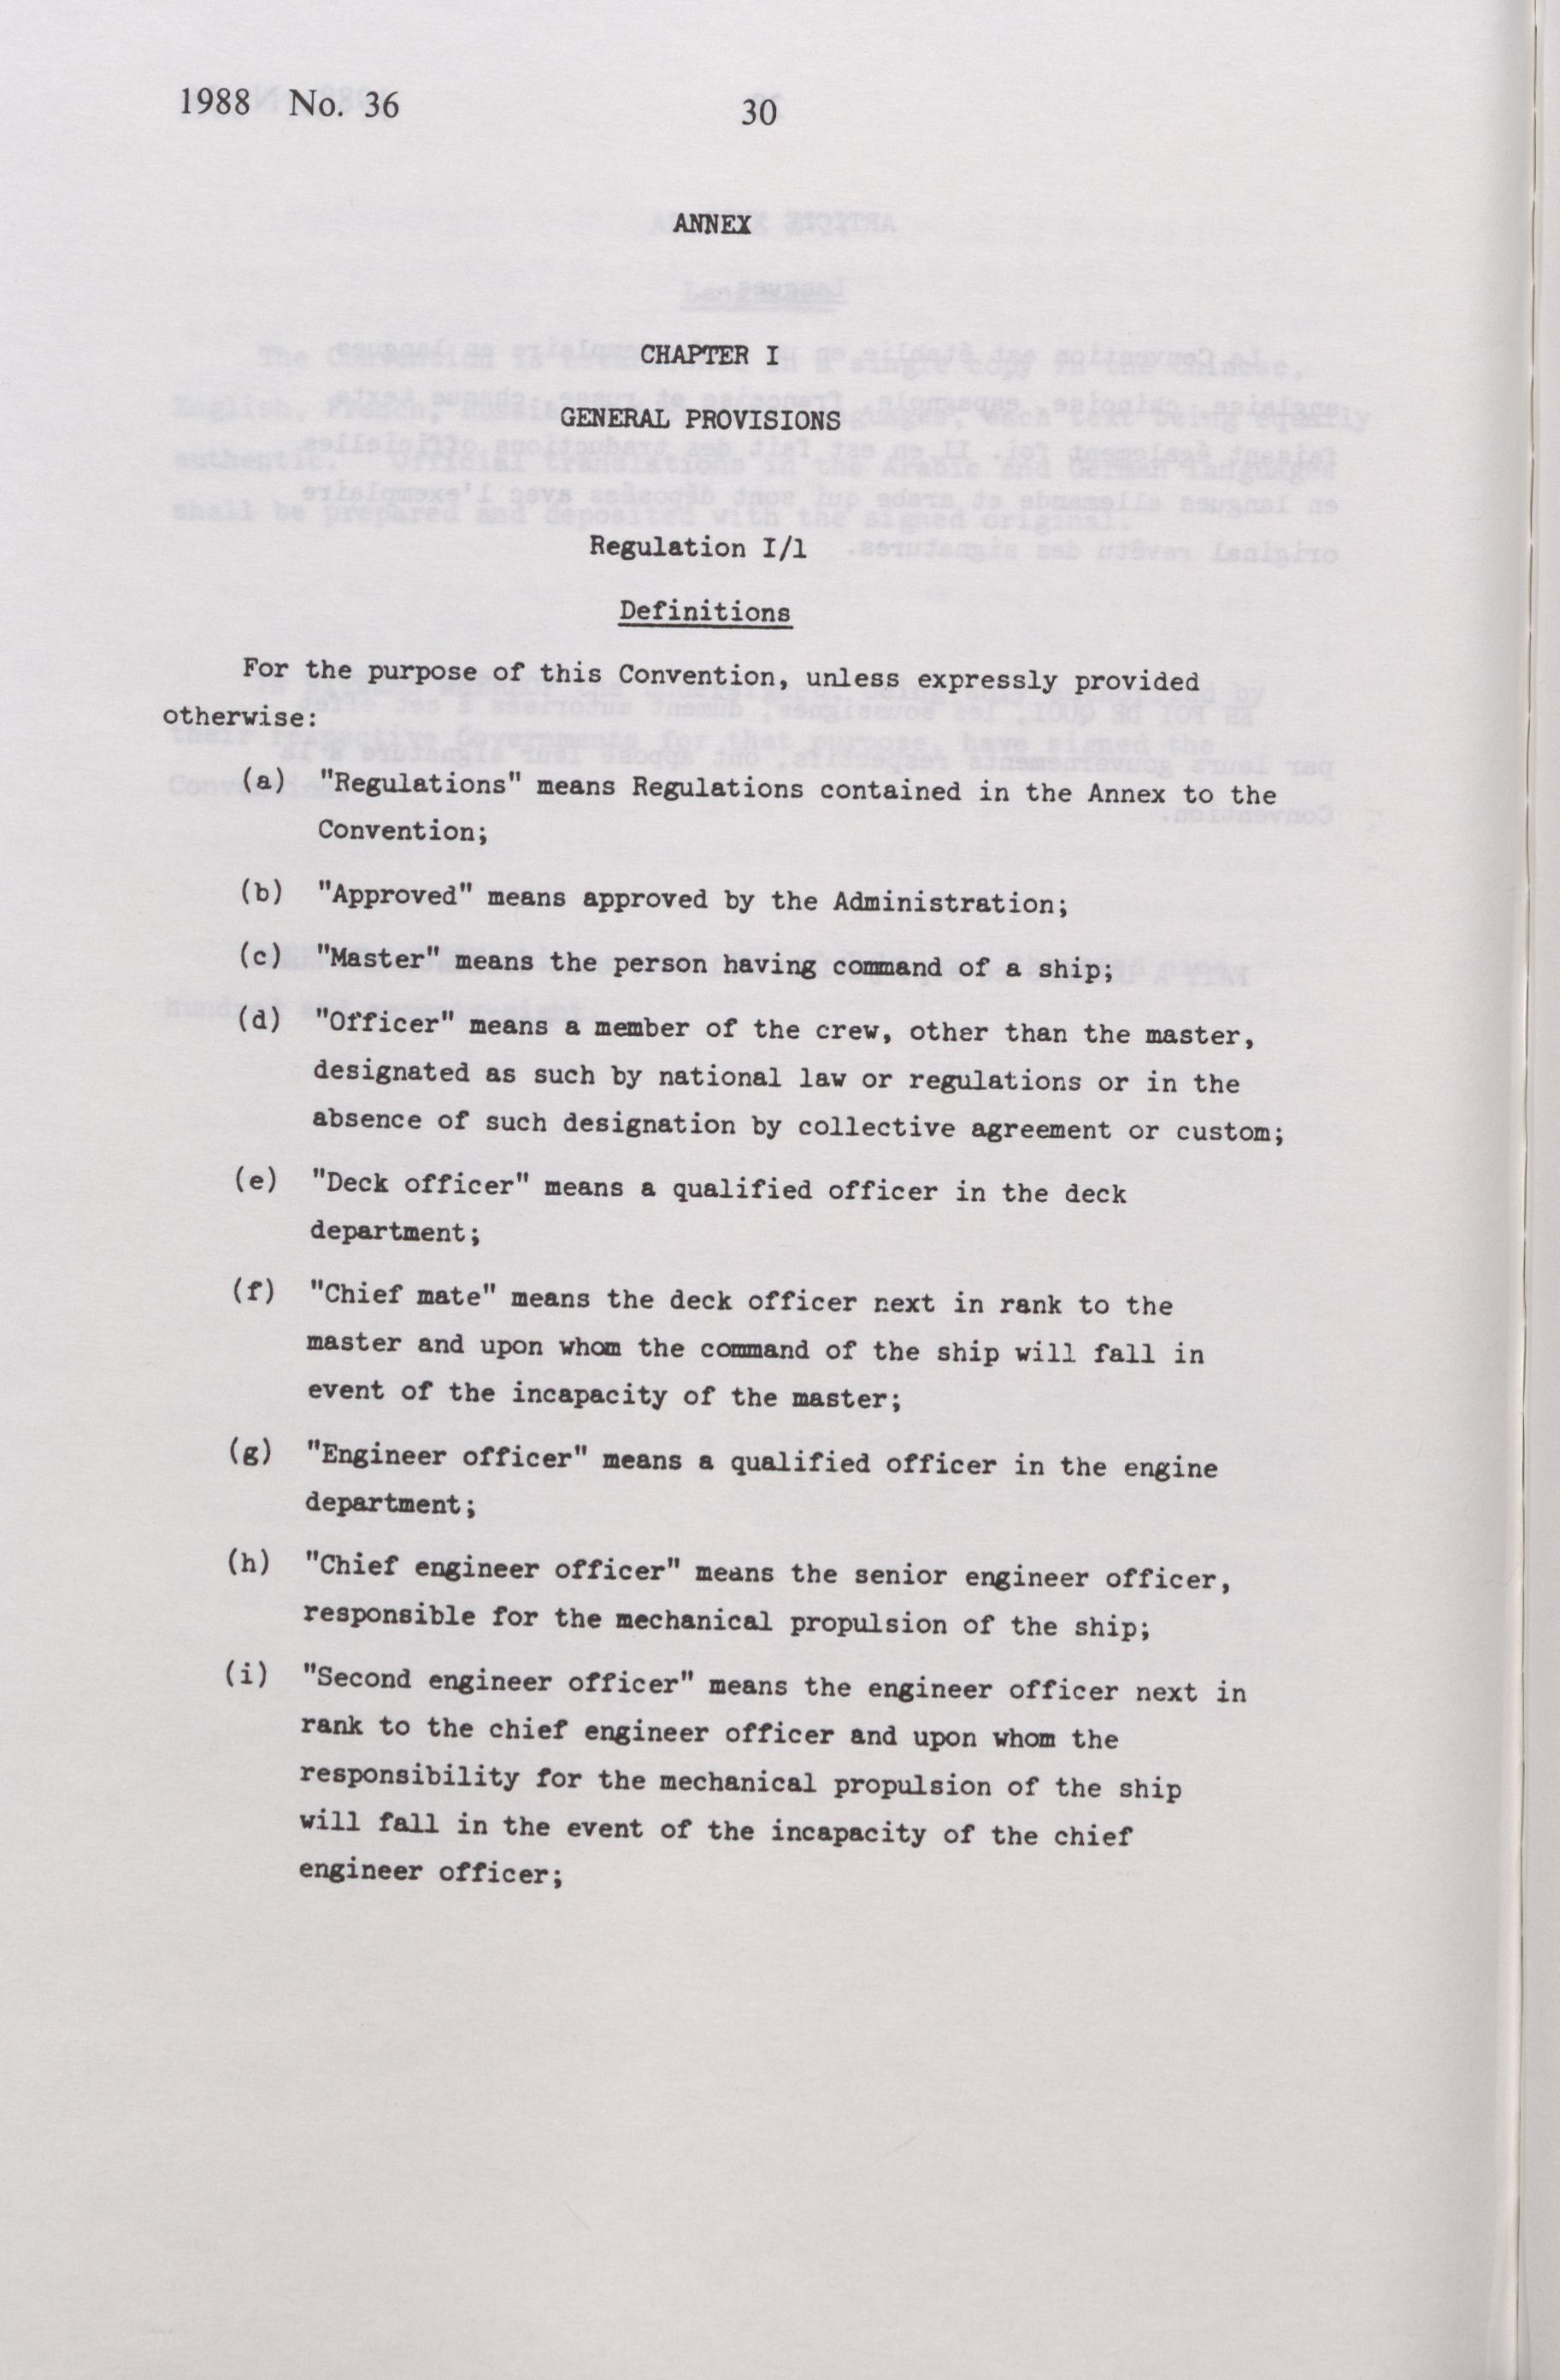 1988 No. 36
30
ANNEX
CHAPTER I
GENERAL PROVISIONS
Regulation I/1
Definitions
For the purpose of this Convention, unless expressly provided
otherwise:
(a) "Regulations" means Regulations contained in the Annex to the
Convention;
(b) "Approved" means approved by the Administration;
(c) "Master" means the person having command of a ship;
(d) "Officer" means a member of the crew, other than the master,
designated as such by national law or regulations or in the
absence of such designation by collective agreement or custom;
(e) "Deck officer" means a qualified officer in the deck
department;
(f) "Chief mate" means the deck officer next in rank to the
master and upon whom the command of the ship will fall in
event of the incapacity of the master;
(g) "Engineer officer" means a qualified officer in the engine
department;
(h) "Chief engineer officer" means the senior engineer officer,
responsible for the mechanical propulsion of the ship;
(i) "Second engineer officer" means the engineer officer next in
rank to the chief engineer officer and upon whom the
responsibility for the mechanical propulsion of the ship
will fall in the event of the incapacity of the chief
engineer officer;